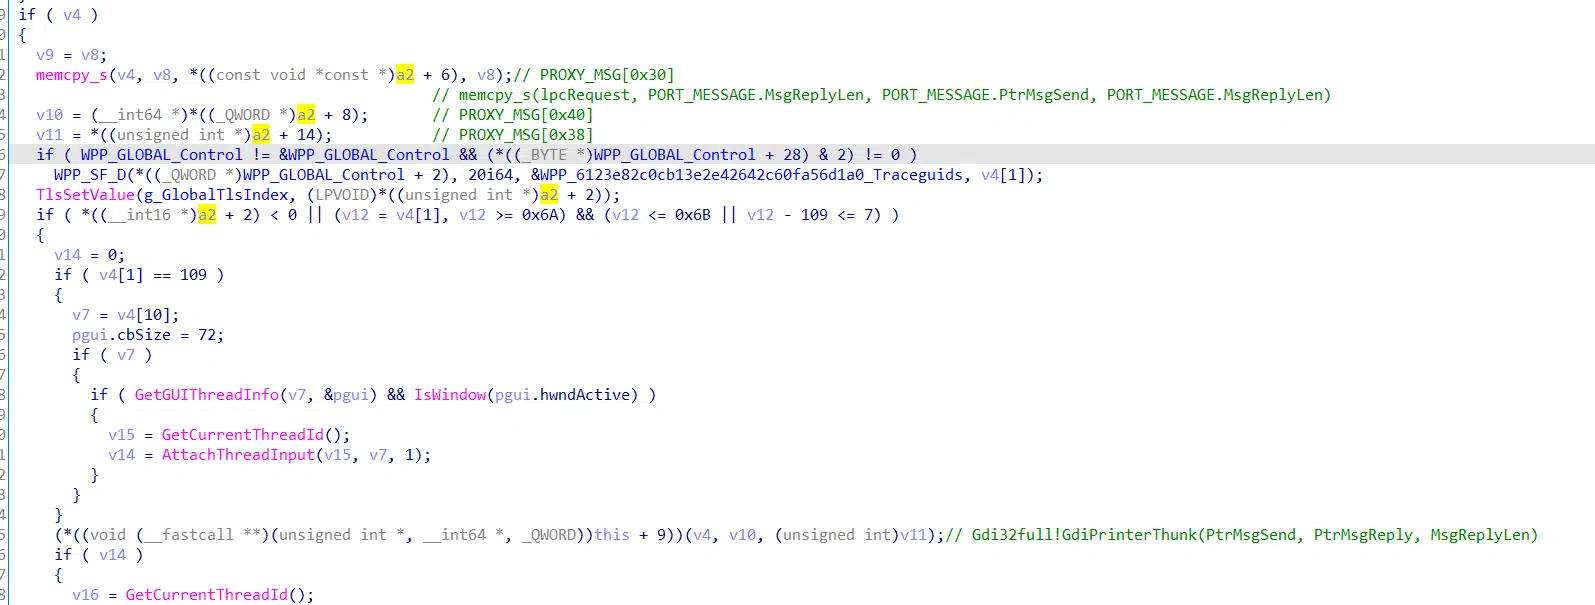 if ( v4 )
{
v9 = v8;
memcpy_s(v4, v8, *((const void *const *)a2 + 6), v8);// PROXY_MSG[0x30]
// memcpy_s(lpcRequest, PORT_MESSAGE.MsgReplyLen, PORT_MESSAGE.PtrMsgSend, PORT_MESSAGE.MsgReplyLen)
v10 = (__int64 *)*((_QWORD *)a2 + 8); // PROXY_MSG[0x40]
v11 = *((unsigned int *)a2 + 14); // PROXY_MSG[0x38]
if ( WPP_GLOBAL_Control != &WPP_GLOBAL_Control && (*((_BYTE *)WPP_GLOBAL_Control + 28) & 2) != 0 )
WPP_SF_D(*((_QWORD *)WPP_GLOBAL_Control + 2), 20i64, &WPP_6123e82c0cb13e2e42642c60fa56d1a0_Traceguids, v4[1]);
TlsSetValue(g_GlobalTlsIndex, (LPVOID)*((unsigned int *)a2 + 2));
if ( *((__int16 *)a2 + 2) < 0 || (v12 = v4[1], v12 >= 0x6A) && (v12 <= 0x6B || v12 - 109 <= 7) )
{
v14 = 0;
if ( v4[1] == 109 )
{
v7 = v4[10];
pgui.cbSize = 72;
if ( v7 )
{
if ( GetGUIThreadInfo(v7, &pgui) && IsWindow(pgui.hwndActive) )
{
v15 = GetCurrentThreadId();
v14 = AttachThreadInput(v15, v7, 1);
}
}
}
(*((void (__fastcall **)(unsigned int *, __int64 *, _QWORD))this + 9))(v4, v10, (unsigned int)v11);// Gdi32full!GdiPrinterThunk(PtrMsgSend, PtrMsgReply, MsgReplyLen)
if ( v14 )
{
v16 = GetCurrentThreadId();